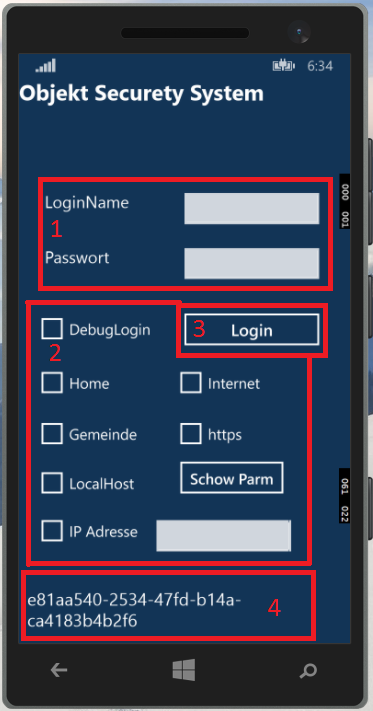 6:34
Objekt Securety System
LoginName
1
Passwort
DebugLogin
3 Login
2
Home Internet
Gemeinde https
LocalHost Schow Parm
IP Adresse
e81aa540-2534-47fd-b14a-
ca4183b4b2f6
4
000 001
061 022